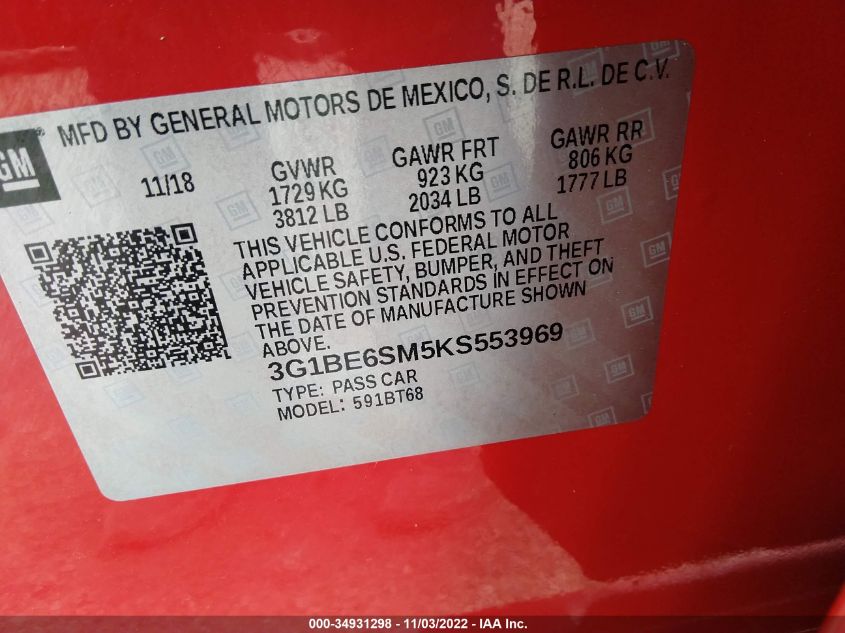 MFD BY GENERAL MOTORS DE MEXICO, S. DE R.L. DE C.V.
GM
11/18
GVWR
1729 KG
3812 LB
GAWR FRT
923 KG
2034 LB
GAWR RR
806 KG
1777 LB
THIS VEHICLE CONFORMS TO ALL
APPLICABLE U.S. FEDERAL MOTOR
VEHICLE SAFETY, BUMPER, AND THEFT
PREVENTION STANDARDS IN EFFECT ON
THE DATE OF MANUFACTURE SHOWN
ABOVE.
3G1BE6SM5KS553969
TYPE: PASS CAR
MODEL: 591BT68
000-34931298 - 11/03/2022 - IAA Inc.